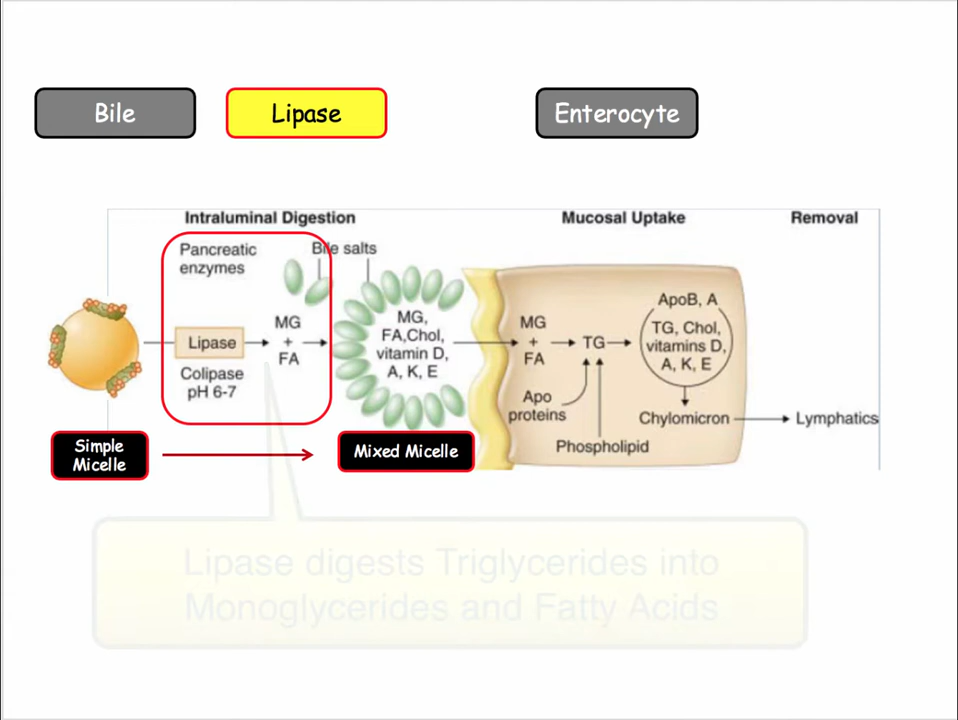 Bile
Lipase
Enterocyte
Intraluminal Digestion
Mucosal Uptake
Removal
Pancreatic
enzymes
Bile salts
Lipase
Colipase
pH 6-7
MG
+
FA
MG,
FA,Chol,
vitamin D,
A, K, E
MG
+
FA
TG
Apo
proteins
Phospholipid
ApoB, A
TG, Chol,
vitamins D,
A, K, E
Chylomicron
Lymphatics
Simple
Micelle
Mixed Micelle
Lipase digests Triglycerides into
Monoglycerides and Fatty Acids